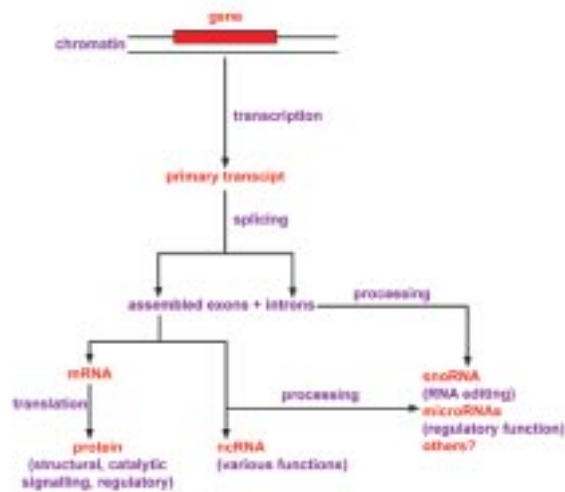 gene
chromatin
transcription
primary transcipt
splicing
assembled exons + introns
processing
mRNA
snoRNA
(RNA editing)
translation
processing
microRNAs
(regulatory function)
protein
ncRNA
others?
(structural, catalytic
(various functions)
signalling, regulatory)